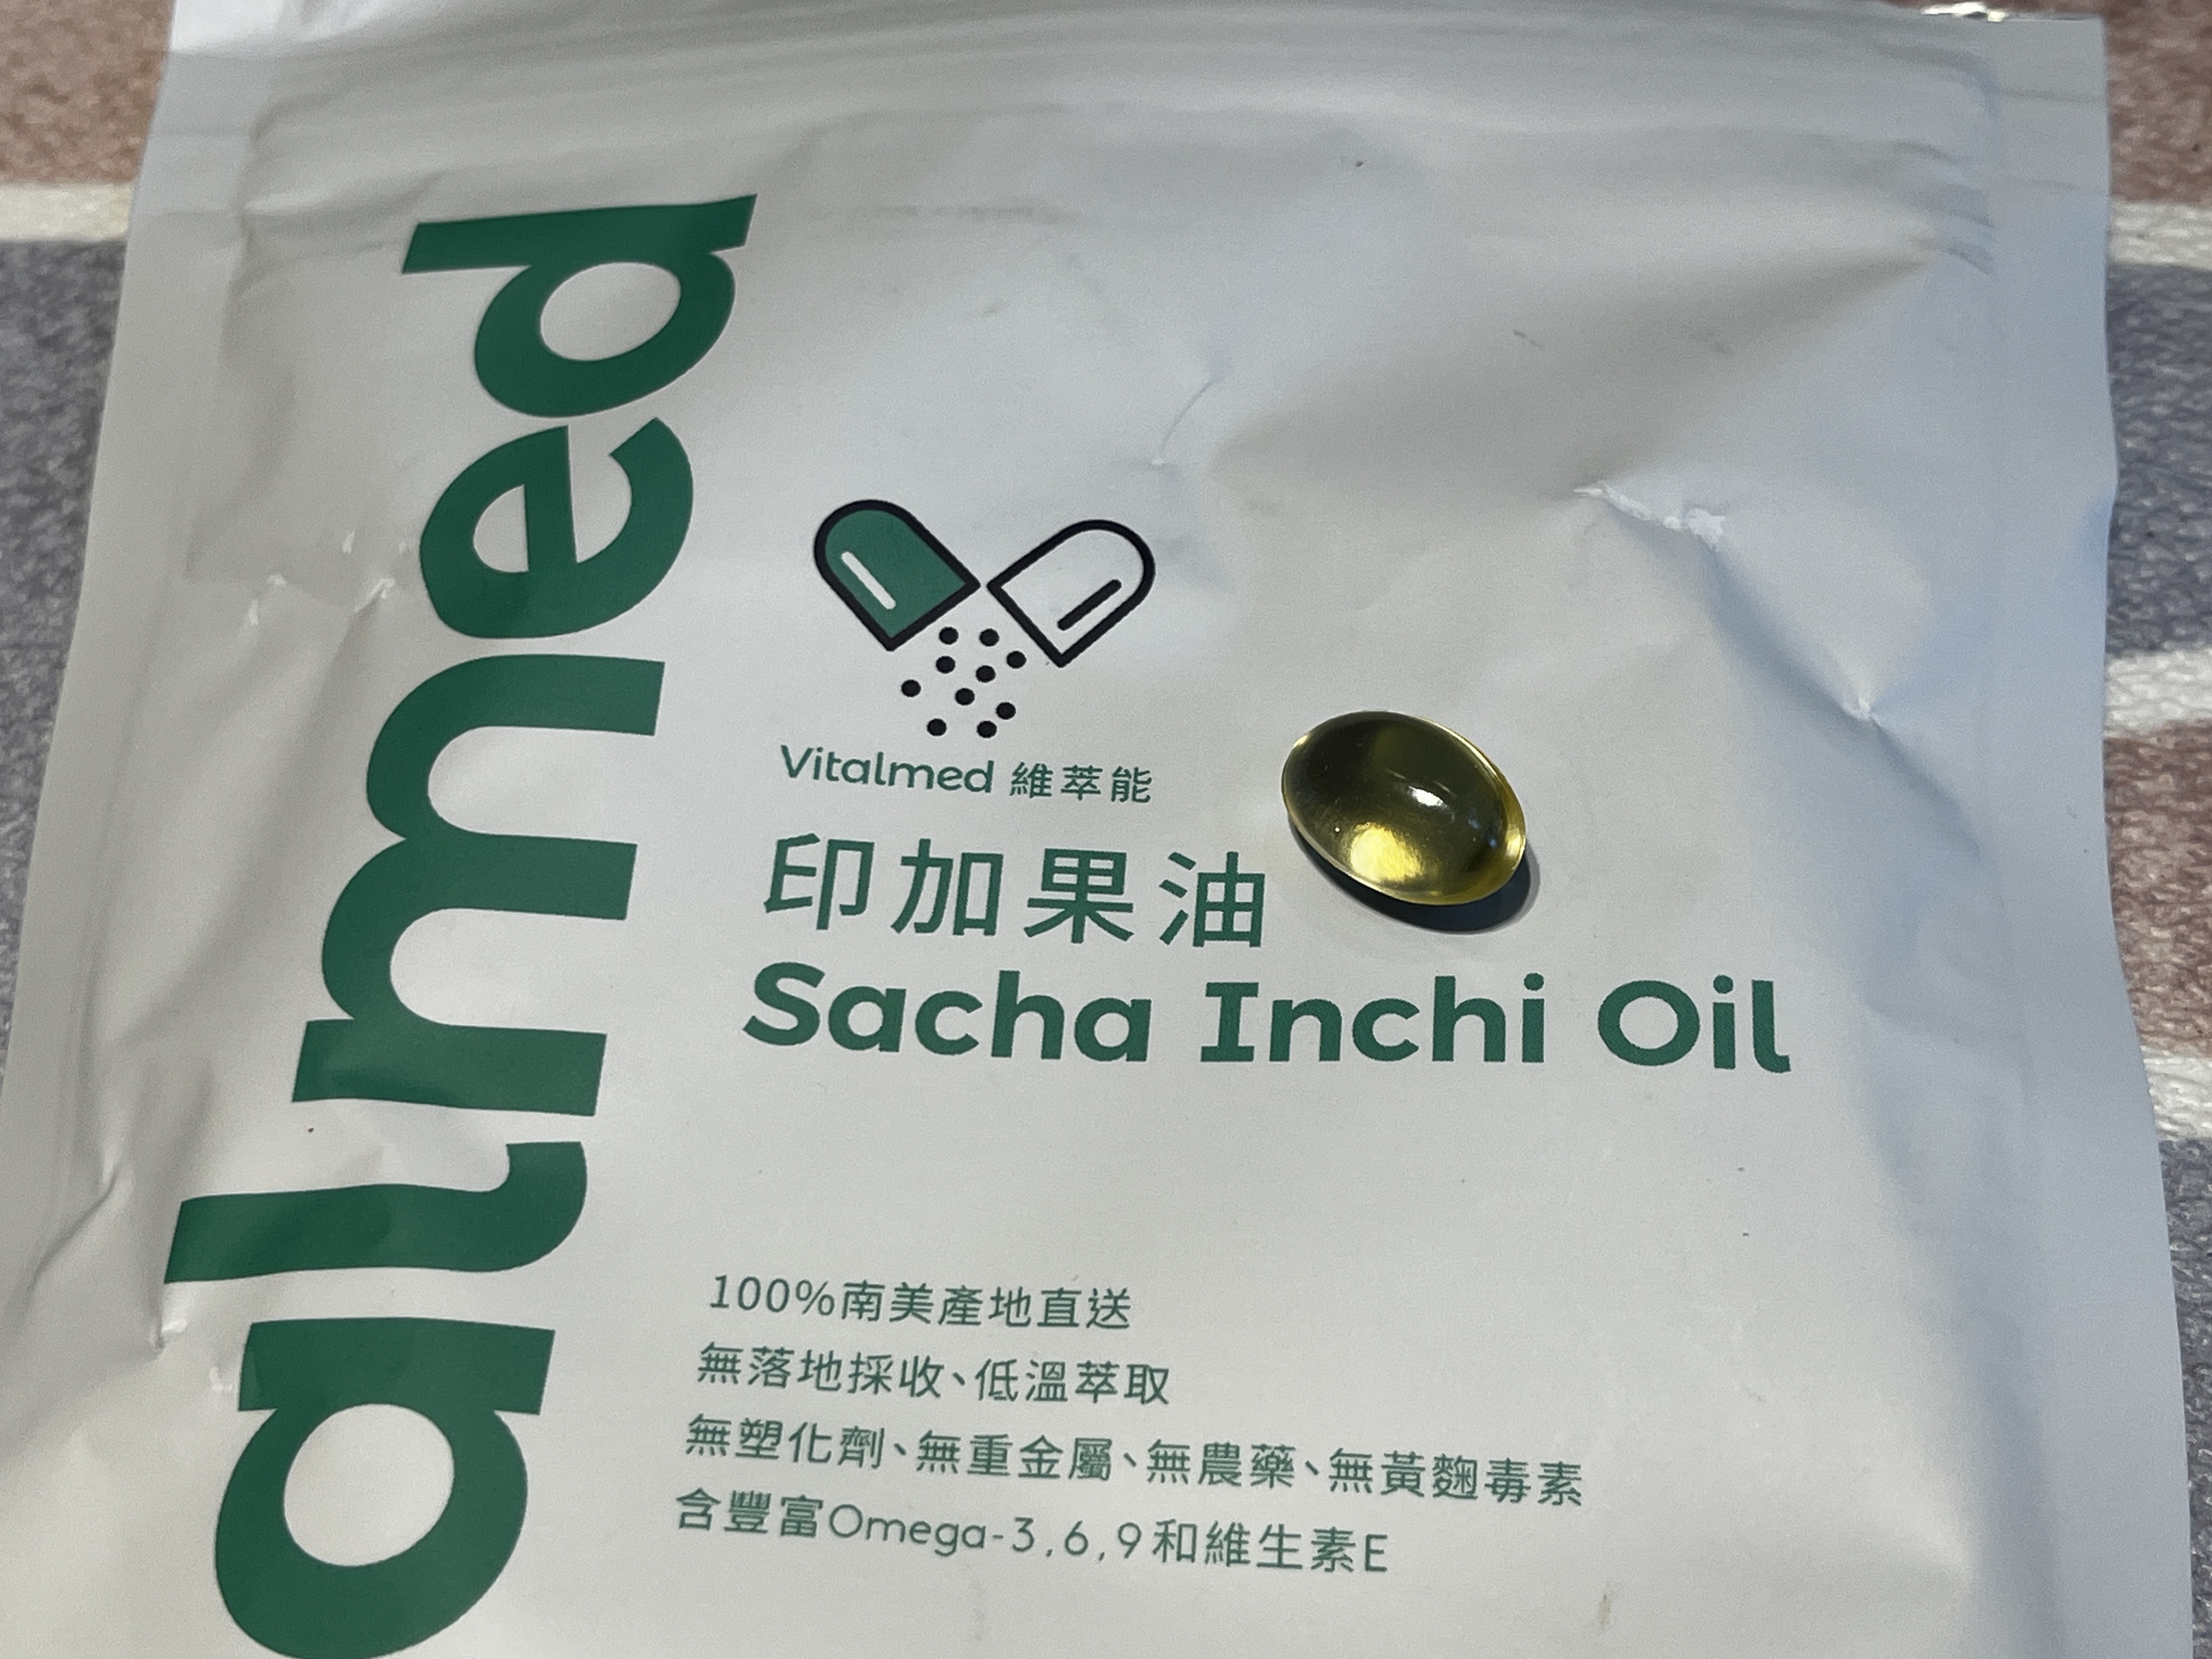 almed
Vitalmed 維萃能
印加果油
Sacha Inchi Oil
100%南美產地直送
無落地採收、低溫萃取
無塑化劑、無重金屬、無農藥、無黃麴毒素
含豐富Omega-3,6,9和維生素E